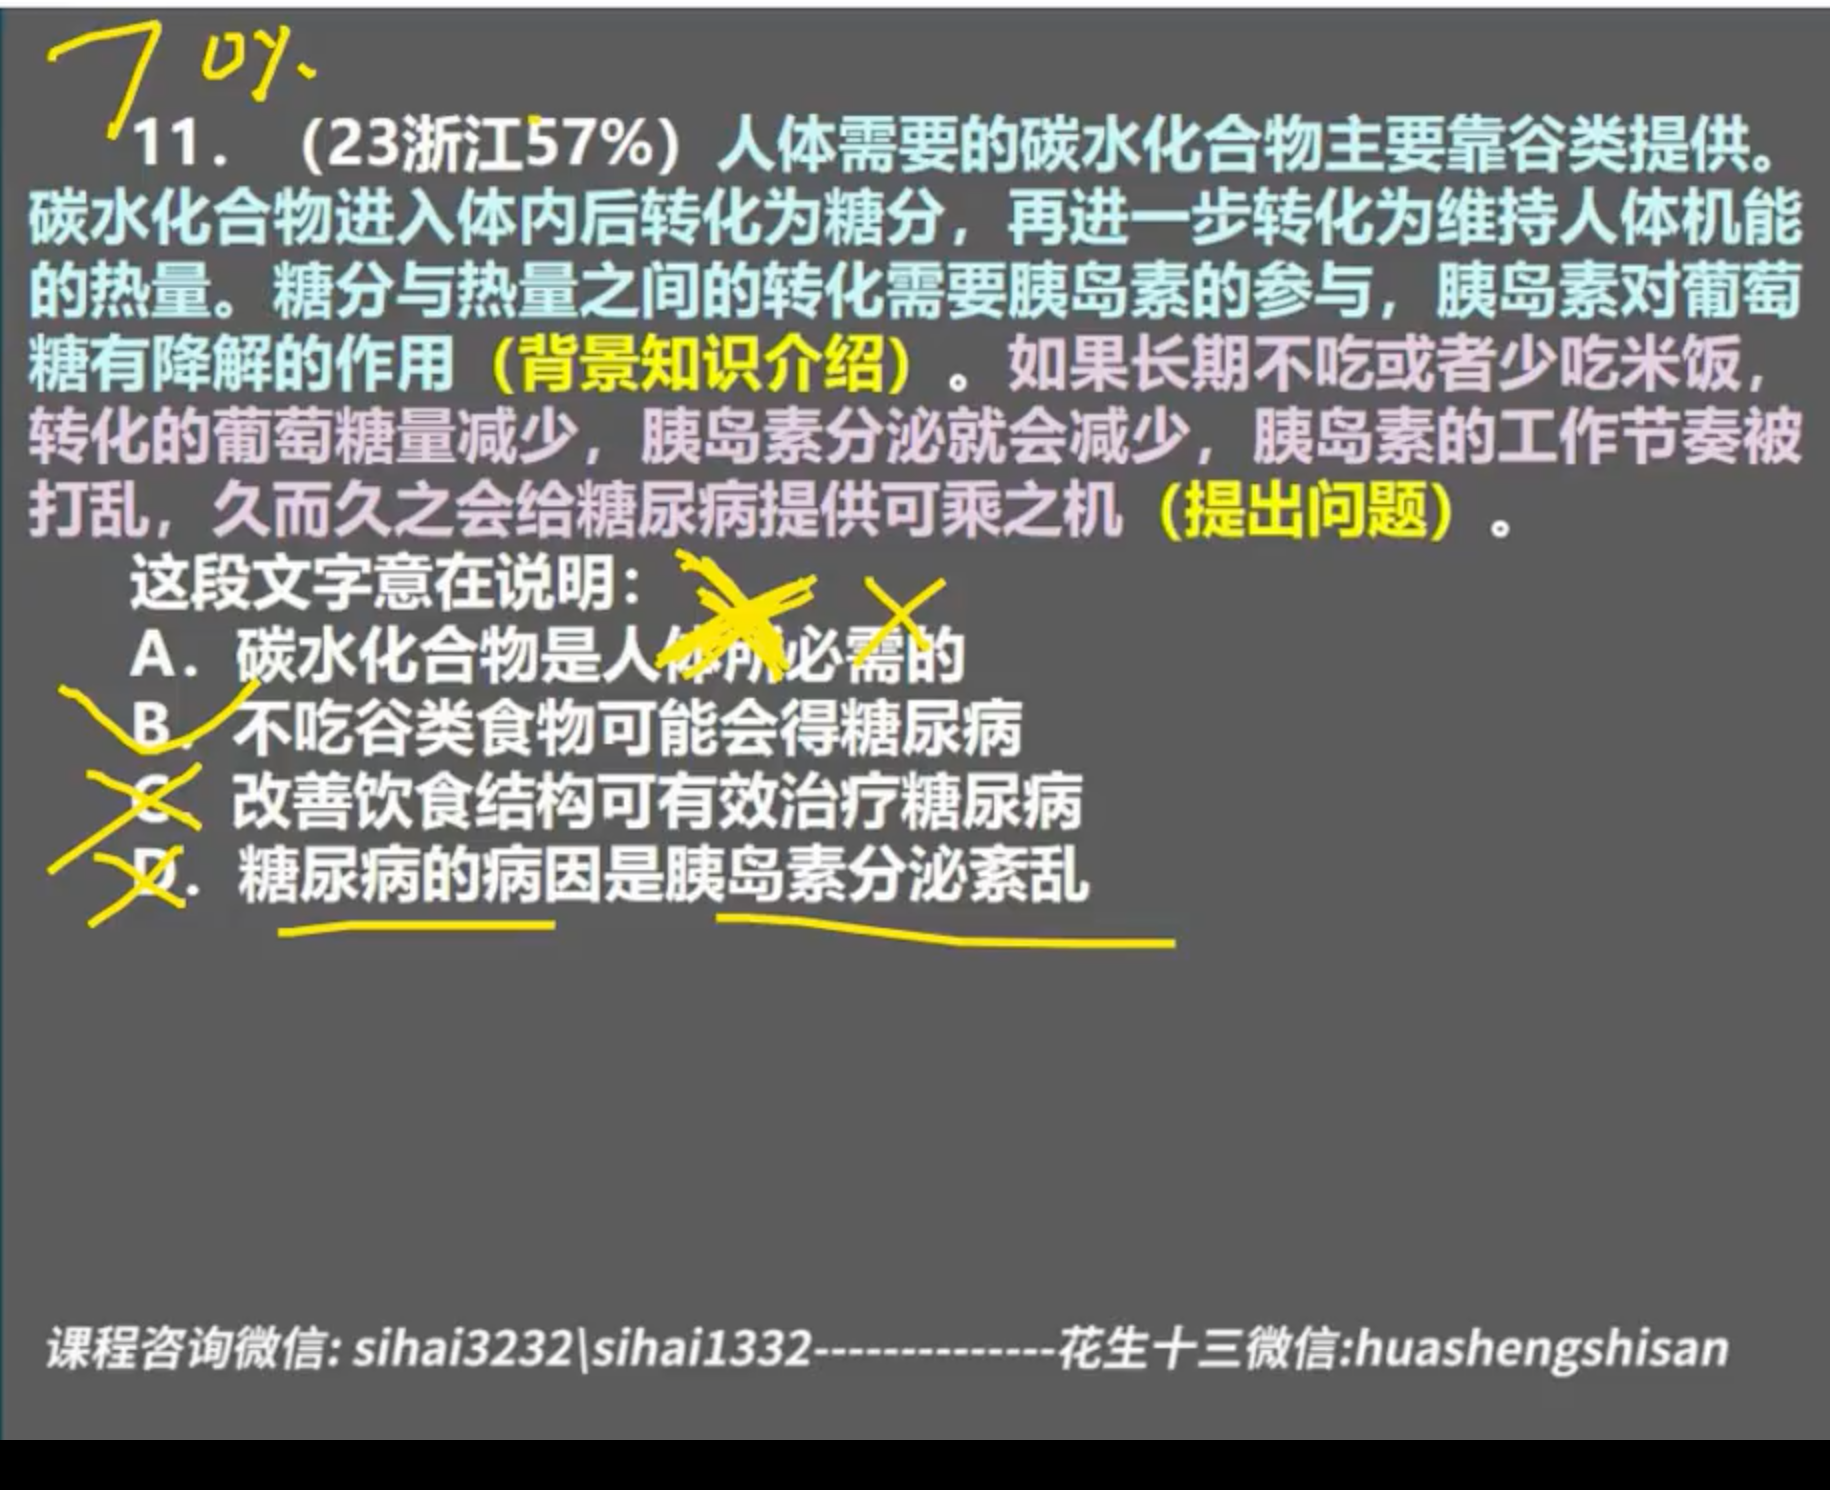 70%
11. （23浙江57%）人体需要的碳水化合物主要靠谷类提供。
碳水化合物进入体内后转化为糖分，再进一步转化为维持人体机能
的热量。糖分与热量之间的转化需要胰岛素的参与，胰岛素对葡萄
糖有降解的作用（背景知识介绍）。如果长期不吃或者少吃米饭，
转化的葡萄糖量减少，胰岛素分泌就会减少，胰岛素的工作节奏被
打乱，久而久之会给糖尿病提供可乘之机（提出问题）。
这段文字意在说明：
A. 碳水化合物是人体所必需的
B. 不吃谷类食物可能会得糖尿病
C. 改善饮食结构可有效治疗糖尿病
D. 糖尿病的病因是胰岛素分泌紊乱
课程咨询微信: sihai3232\sihai1332--------------花生十三微信:huashengshisan